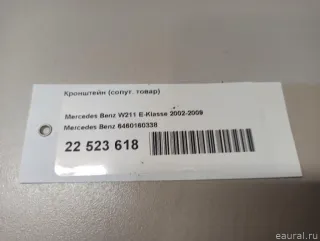 Кронштейн (сопут. товар)
Mercedes Benz W211 E-Klasse 2002-2009
Mercedes Benz 6460160338
22 523 618
eaural.ru